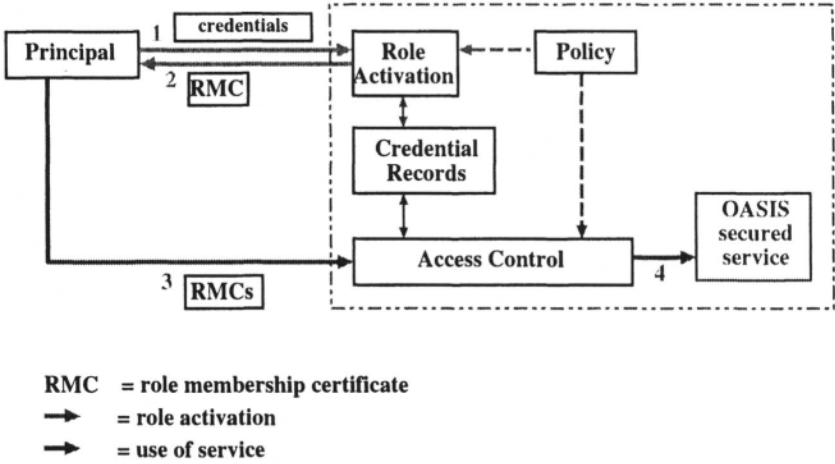 1 credentials
Principal
Role
Activation
Policy
2 RMC
Credential
Records
OASIS
secured
service
Access Control
4
3 RMCs
RMC = role membership certificate
= role activation
= use of service